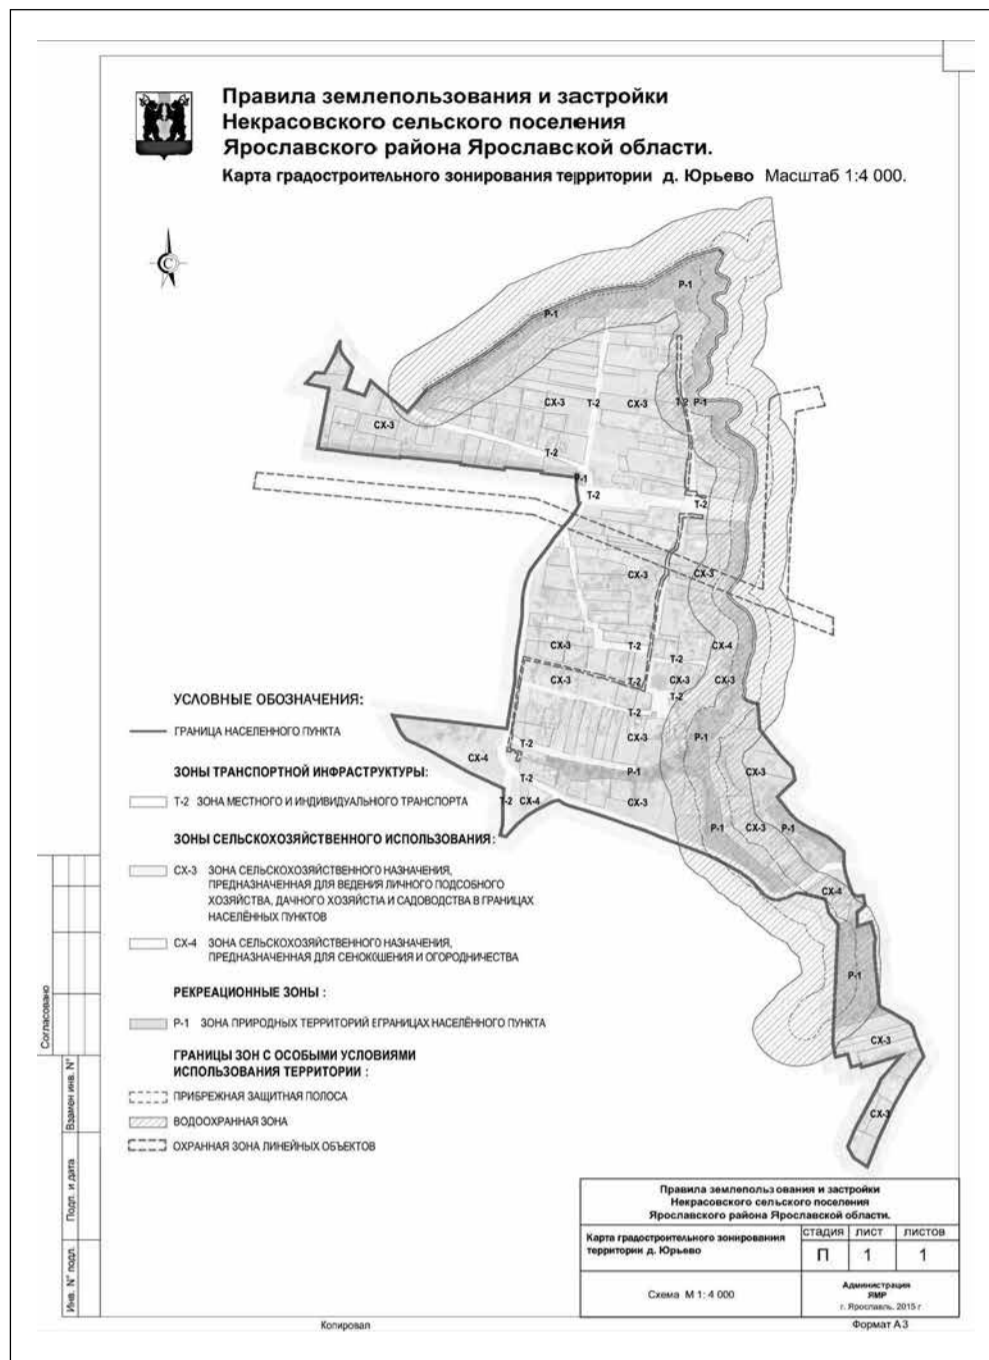 Правила землепользования и застройки
Некрасовского сельского поселения
Ярославского района Ярославской области.
Карта градостроительного зонирования территории д. Юрьево Масштаб 1:4 000.
С
Р-1
Р-1
СХ-3
Т-2
СХ-3
Т-2
Р-1
СХ-3
Т-2
Р-1
Т-2
Т-2
СХ-3
СХ-3
СХ-3
Т-2
СХ-4
Т-2
СХ-3
Т-2
СХ-3
СХ-3
Т-2
Т-2
СХ-3
Р-1
Т-2
СХ-4
Т-2
Р-1
СХ-3
Т-2
СХ-4
СХ-3
Р-1
СХ-3
Р-1
СХ-4
Р-1
СХ-3
СХ-3
УСЛОВНЫЕ ОБОЗНАЧЕНИЯ:
ГРАНИЦА НАСЕЛЕННОГО ПУНКТА
ЗОНЫ ТРАНСПОРТНОЙ ИНФРАСТРУКТУРЫ:
Т-2 ЗОНА МЕСТНОГО И ИНДИВИДУАЛЬНОГО ТРАНСПОРТА
ЗОНЫ СЕЛЬСКОХОЗЯЙСТВЕННОГО ИСПОЛЬЗОВАНИЯ:
СХ-3 ЗОНА СЕЛЬСКОХОЗЯЙСТВЕННОГО НАЗНАЧЕНИЯ,
ПРЕДНАЗНАЧЕННАЯ ДЛЯ ВЕДЕНИЯ ЛИЧНОГО ПОДСОБНОГО
ХОЗЯЙСТВА, ДАЧНОГО ХОЗЯЙСТІА И САДОВОДСТВА В ГРАНИЦАХ
НАСЕЛЁННЫХ ПУНКТОВ
СХ-4 ЗОНА СЕЛЬСКОХОЗЯЙСТВЕННОГО НАЗНАЧЕНИЯ,
ПРЕДНАЗНАЧЕННАЯ ДЛЯ СЕНОКОШЕНИЯ И ОГОРОДНИЧЕСТВА
РЕКРЕАЦИОННЫЕ ЗОНЫ :
Р-1 ЗОНА ПРИРОДНЫХ ТЕРРИТОРИЙ ВГРАНИЦАХ НАСЕЛЁННОГО ПУНКТА
ГРАНИЦЫ ЗОН С ОСОБЫМИ УСЛОВИЯМИ
ИСПОЛЬЗОВАНИЯ ТЕРРИТОРИИ :
ПРИБРЕЖНАЯ ЗАЩИТНАЯ ПОЛОСА
ВОДООХРАННАЯ ЗОНА
ОХРАННАЯ ЗОНА ЛИНЕЙНЫХ ОБЪЕКТОВ
Согласовано
Взамен инв. N°
Подп. и дата
Инв. N° подл.
Правила землепользования и застройки
Некрасовского сельского поселения
Ярославского района Ярославской области.
Карта градостроительного зонирования
территории д. Юрьево
СТАДИЯ ЛИСТ ЛИСТОВ
П 1 1
Схема М 1: 4 000
Администрация
ЯМР
г. Ярославль, 2015 г
Копировал
Формат А3